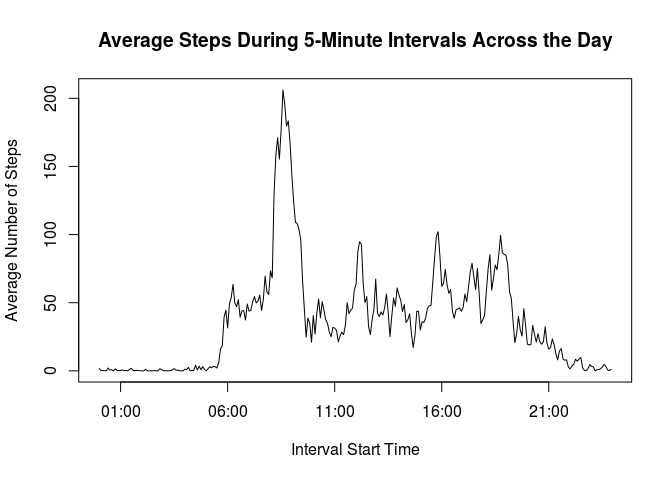 Average Steps During 5-Minute Intervals Across the Day
Average Number of Steps
200
150
100
50
0
01:00 06:00 11:00 16:00 21:00
Interval Start Time